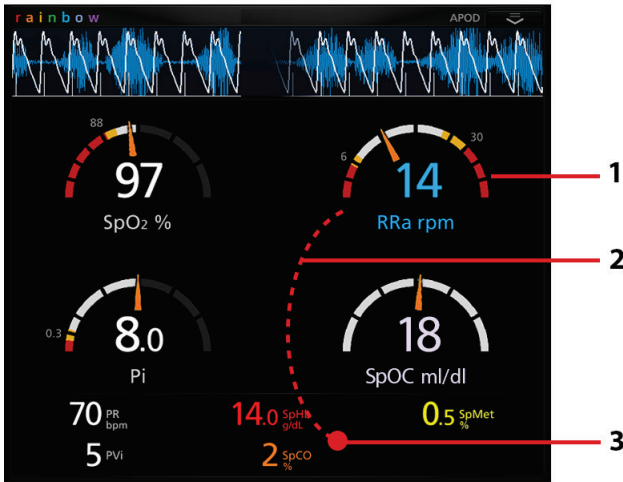 rainbow APOD
88 6 30 1
97 14
SpO₂ % RRa rpm
2
0.3
8.0 18
Pi SpOC ml/dl
70 PR bpm 14.0 SpHb g/dL 0.5 SpMet %
5 PVi 2 SpCO % 3